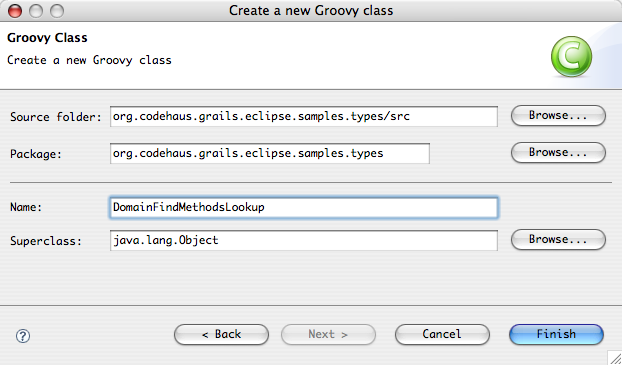 Create a new Groovy class
Groovy Class
Create a new Groovy class
C
Source folder: org.codehaus.grails.eclipse.samples.types/src Browse...
Package: org.codehaus.grails.eclipse.samples.types Browse...
Name: DomainFindMethodsLookup
Superclass: java.lang.Object Browse...
? < Back Next > Cancel Finish